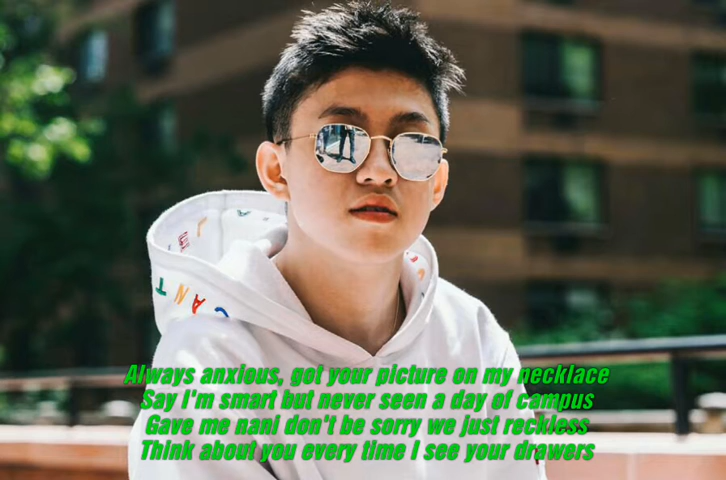 Always anxious, got your picture on my necklace
Say I'm smart but never seen a day of campus
Gave me nani don't be sorry we just reckless
Think about you every time i see your drawers